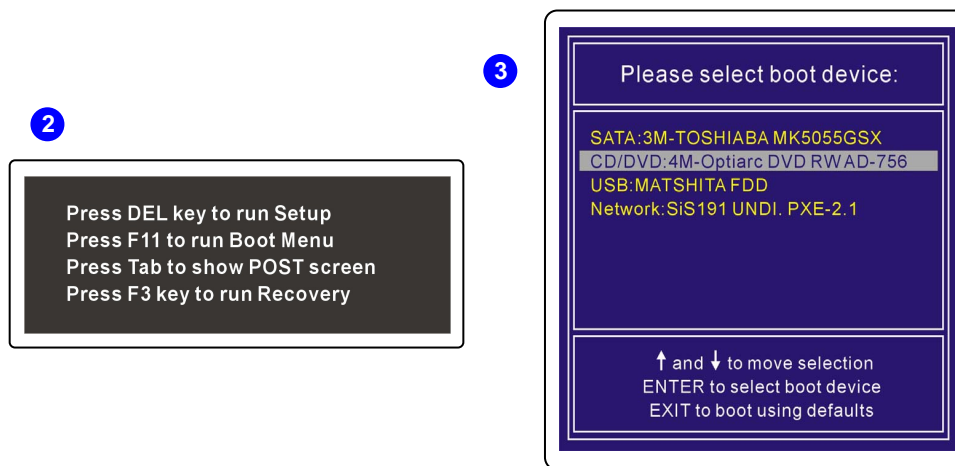 2
Press DEL key to run Setup
Press F11 to run Boot Menu
Press Tab to show POST screen
Press F3 key to run Recovery
3
Please select boot device:
SATA:3M-TOSHIABA MK5055GSX
CD/DVD:4M-Optiarc DVD RW AD-756
USB:MATSHITA FDD
Network:SiS191 UNDI. PXE-2.1
↑ and ↓ to move selection
ENTER to select boot device
EXIT to boot using defaults